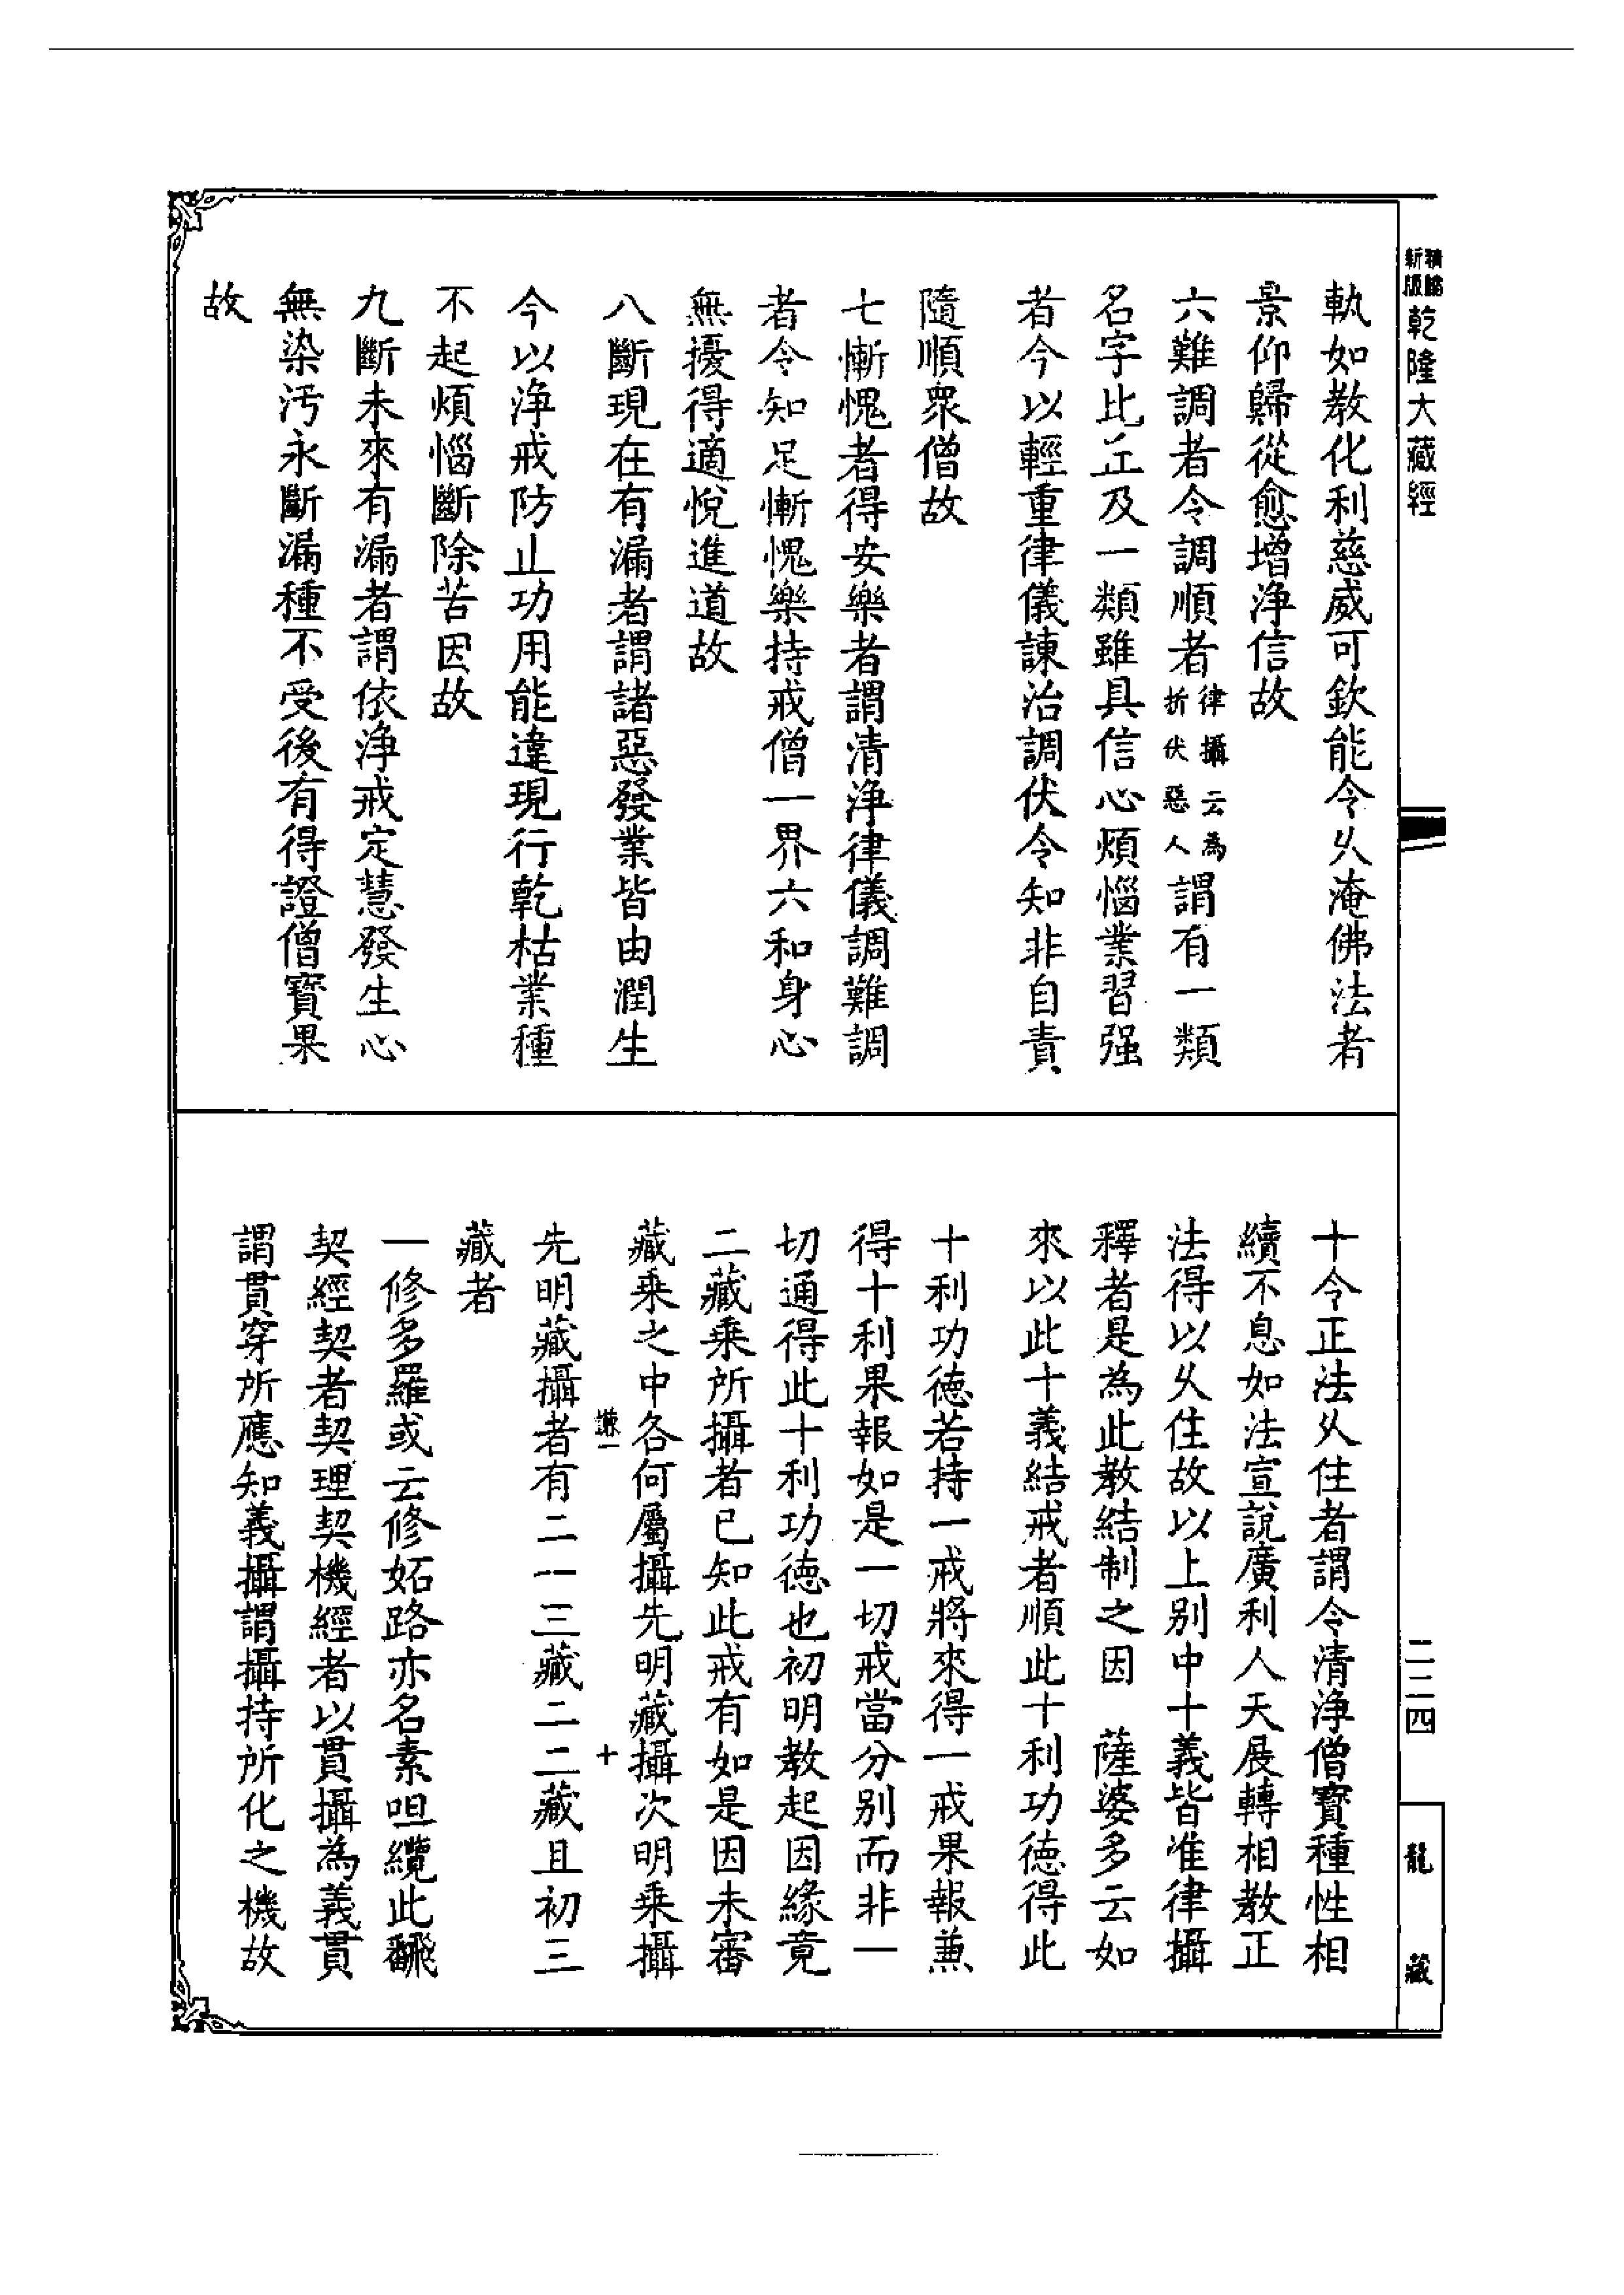 新版
乾隆大藏經
執如教化利慈威可欽能令久淹佛法者
景仰歸從愈增淨信故
六難調者令調順者律攝云為折伏惡人謂有一類
名字比丘及一類雖具信心煩惱業習强
者今以輕重律儀諫治調伏令知非自責
隨順眾僧故
七慚愧者得安樂者謂清淨律儀調難調
者令知足慚愧樂持戒僧一界六和身心
無擾得適悅進道故
八斷現在有漏者謂諸惡發業皆由潤生
今以淨戒防止功用能違現行乾枯業種
不起煩惱斷除苦因故
九斷未來有漏者謂依淨戒定慧發生心
無染汚永斷漏種不受後有得證僧寳果
故
十令正法久住者謂令清淨僧寳種性相
續不息如法宣說廣利人天展轉相教正
法得以久住故以上别中十義皆准律攝
釋者是為此教結制之因　薩婆多云如
來以此十義結戒者順此十利功德得此
十利功德若持一戒將來得一戒果報兼
得十利果報如是一切戒當分别而非一
切通得此十利功德也初明教起因緣竟
二藏乘所攝者已知此戒有如是因未審
藏乘之中各何屬攝先明藏攝次明乘攝
十
先明藏攝者有二一三藏二二藏且初三
藏者
一修多羅或云修妬路亦名素呾纜此飜
契經契者契理契機經者以貫攝為義貫
謂貫穿所應知義攝謂攝持所化之機故
二二四
龍藏